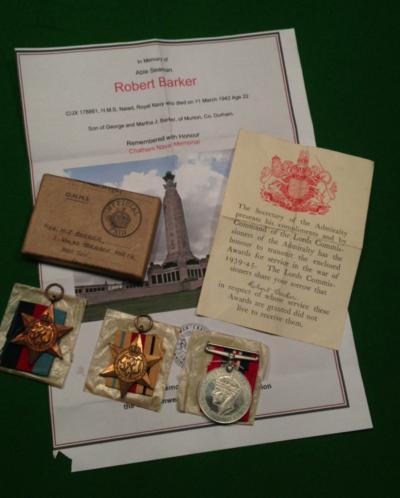 In Memory of
Able Seaman
Robert Barker
C/JX 178861, H.M.S. Naiad, Royal Navy who died on 11 March 1942 Age 22
Son of George and Martha J. Barker, of Murton, Co. Durham.
Remembered with Honour
Chatham Naval Memorial
O.H.M.S.
OFFICIAL
PAID
The Secretary of the Admiralty
presents his compliments and by
Command of the Lords Commis-
sioners of the Admiralty has the
honour to transmit the enclosed
Awards for service in the war of
1939-45. The Lords Commis-
sioners share your sorrow that
Robert Barker
in respect of whose service these
Awards are granted did not
live to receive them.